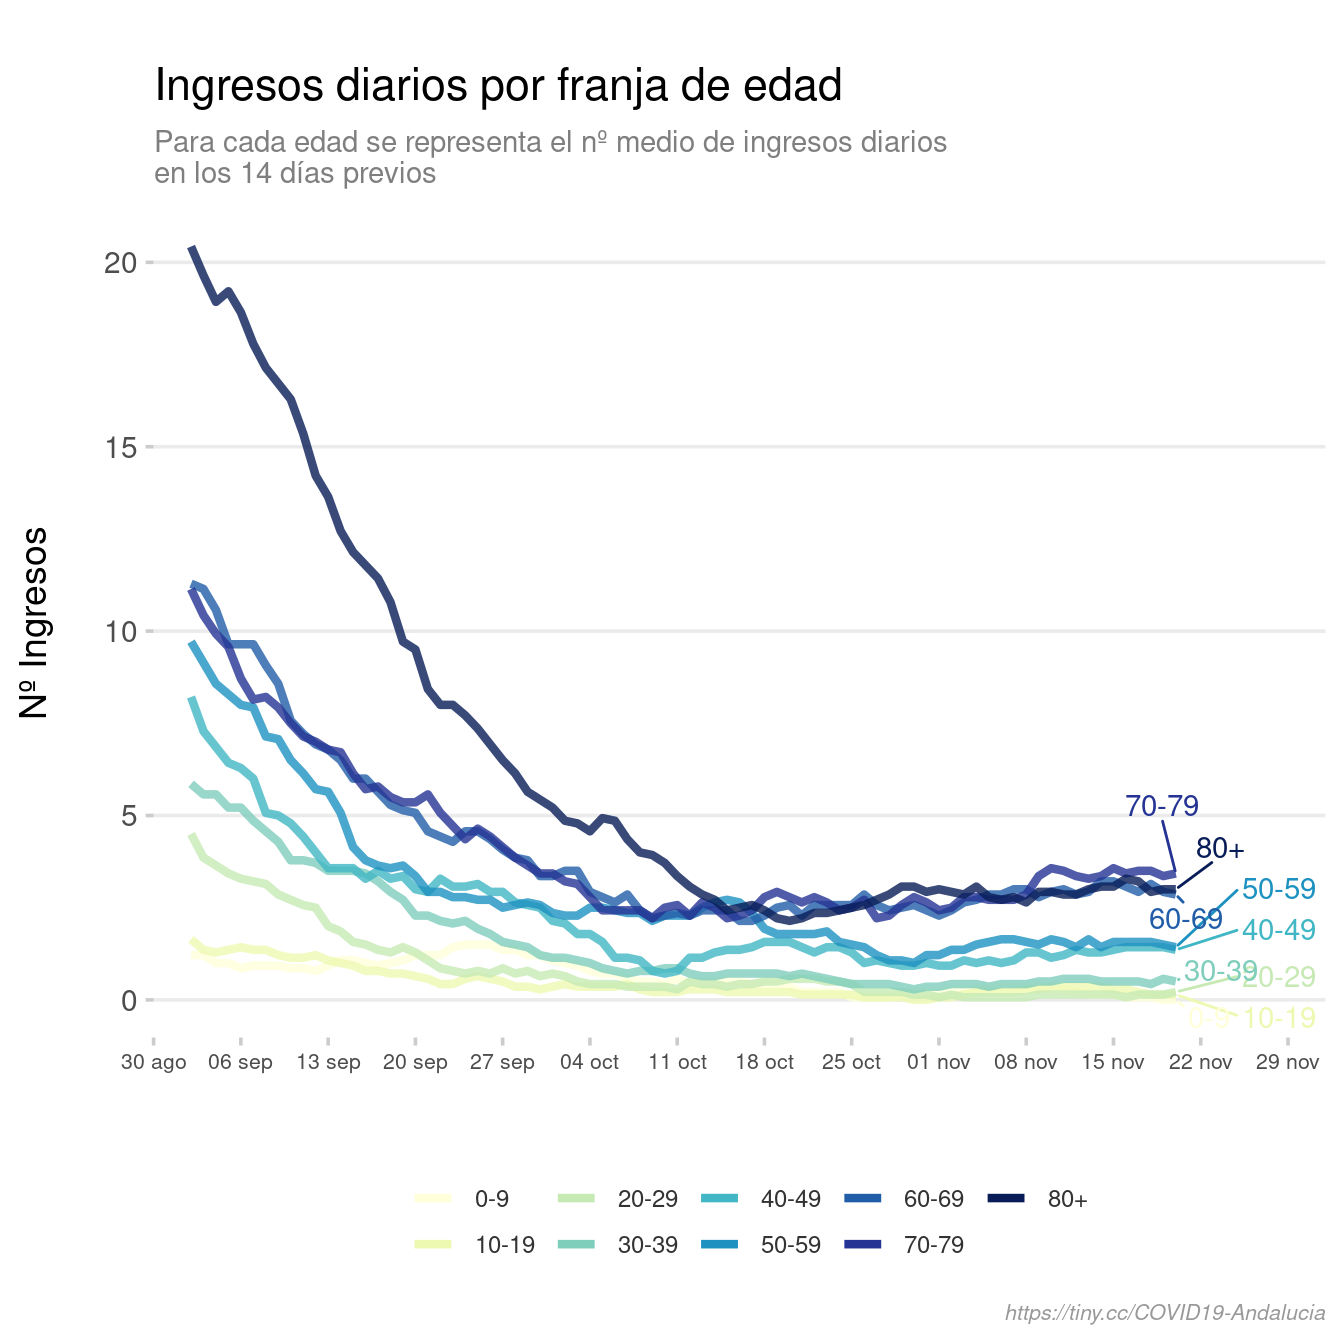 Ingresos diarios por franja de edad
Para cada edad se representa el nº medio de ingresos diarios
en los 14 días previos
Nº Ingresos
20
15
10
5
0
70-79
80+
50-59
60-69
40-49
30-39
20-29
0-9
10-19
30 ago 06 sep 13 sep 20 sep 27 sep 04 oct 11 oct 18 oct 25 oct 01 nov 08 nov 15 nov 22 nov 29 nov
0-9 20-29 40-49 60-69 80+
10-19 30-39 50-59 70-79
https://tiny.cc/COVID19-Andalucia